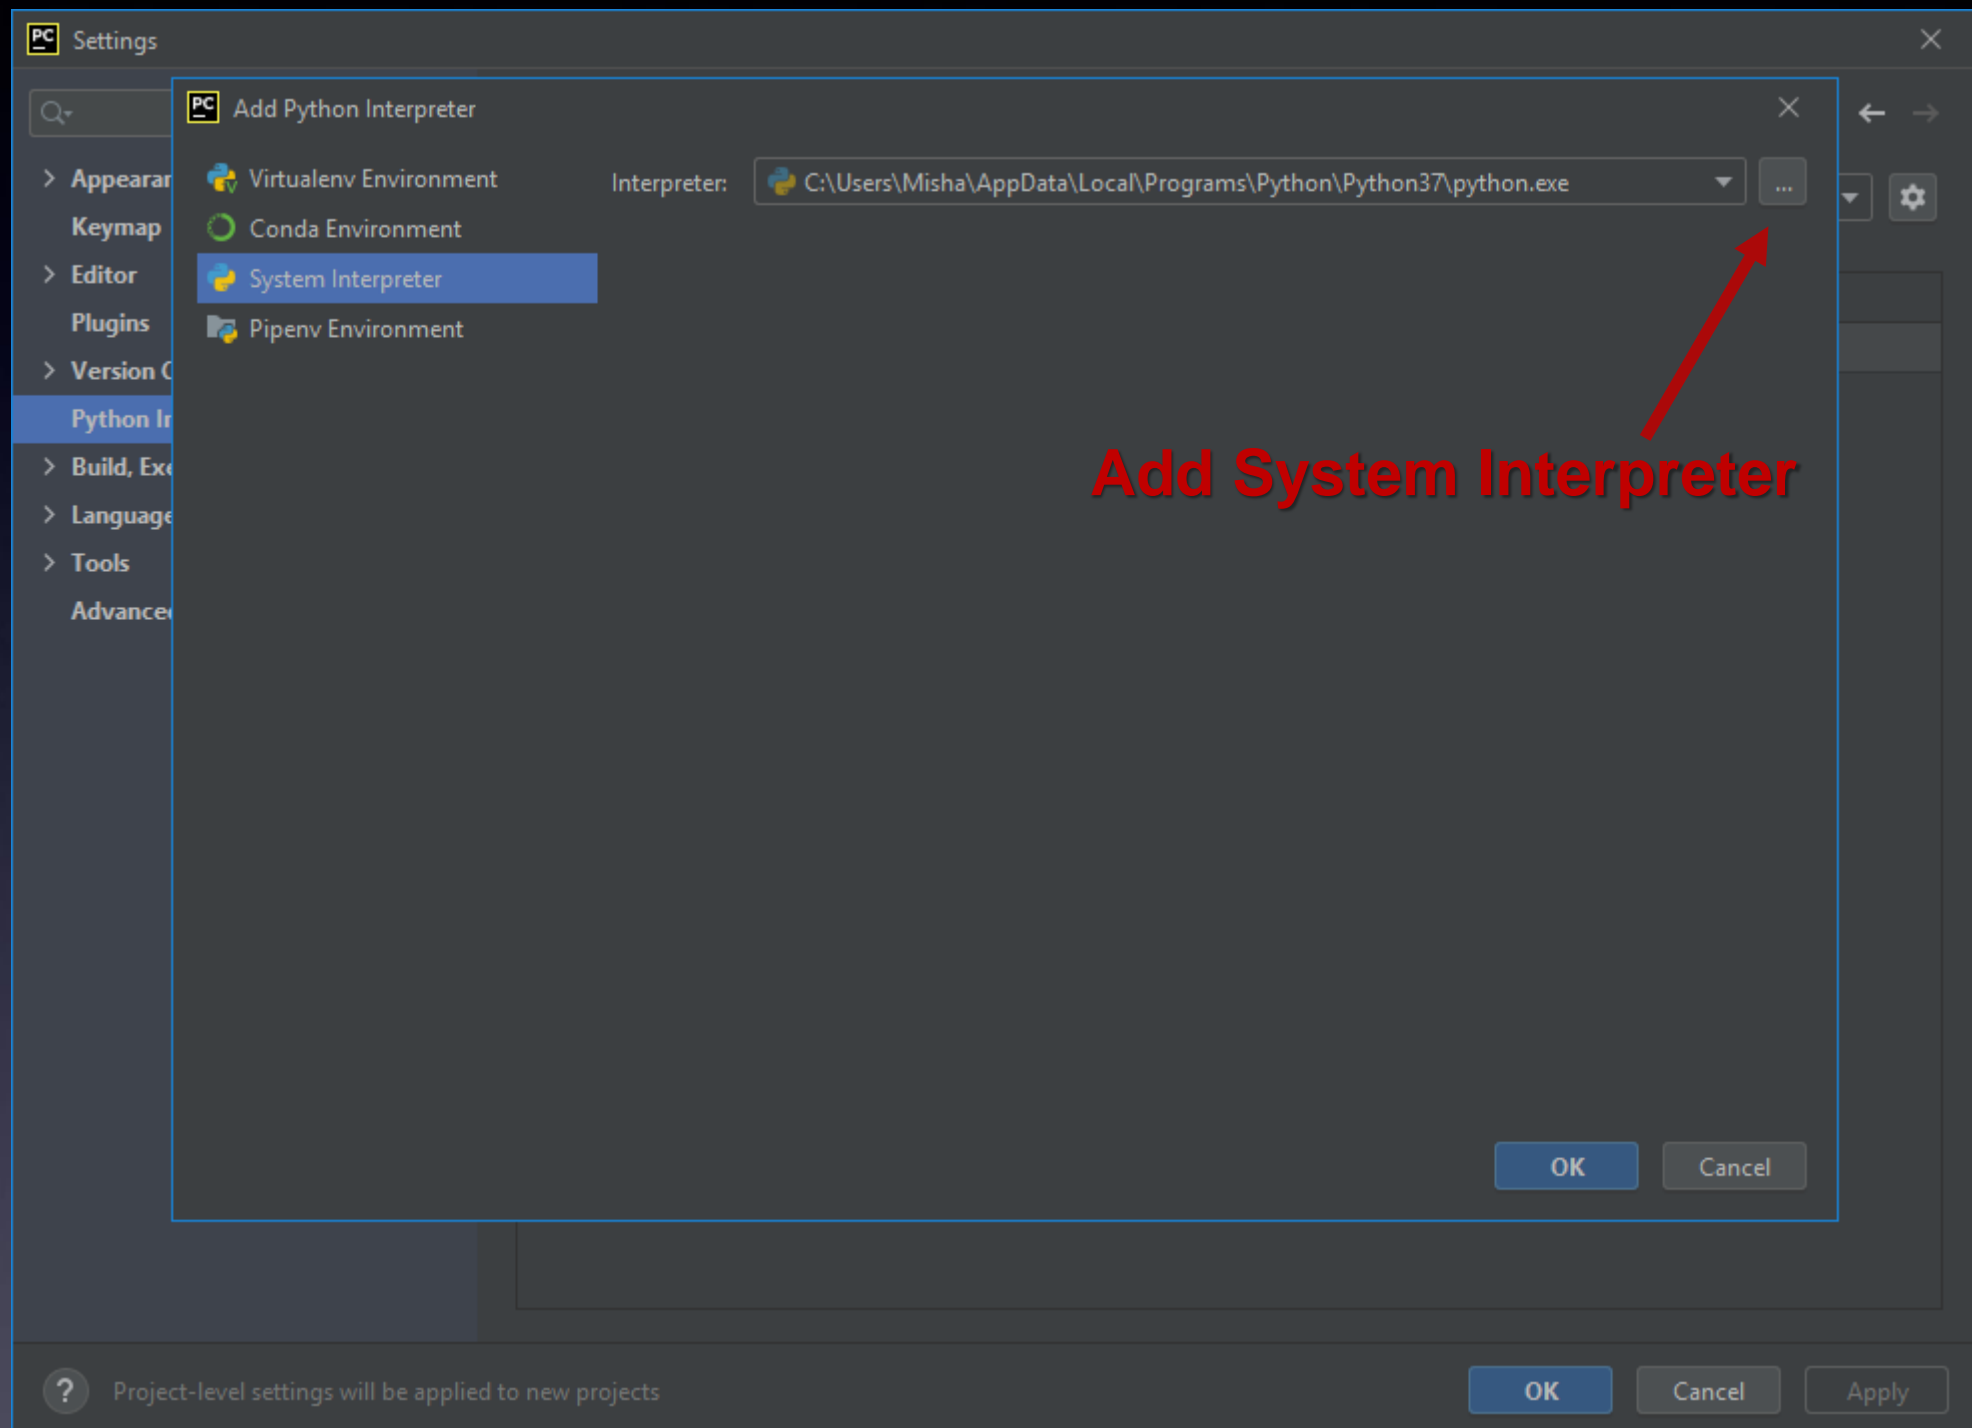 PC Settings
PC Add Python Interpreter
Appearar
Keymap
Editor
Plugins
Version C
Python Ir
Build, Exe
Language
Tools
Advanced
Virtualenv Environment
Conda Environment
System Interpreter
Pipenv Environment
Interpreter: C:\Users\Misha\AppData\Local\Programs\Python\Python37\python.exe ...
Add System Interpreter
OK Cancel
? Project-level settings will be applied to new projects
OK Cancel Apply